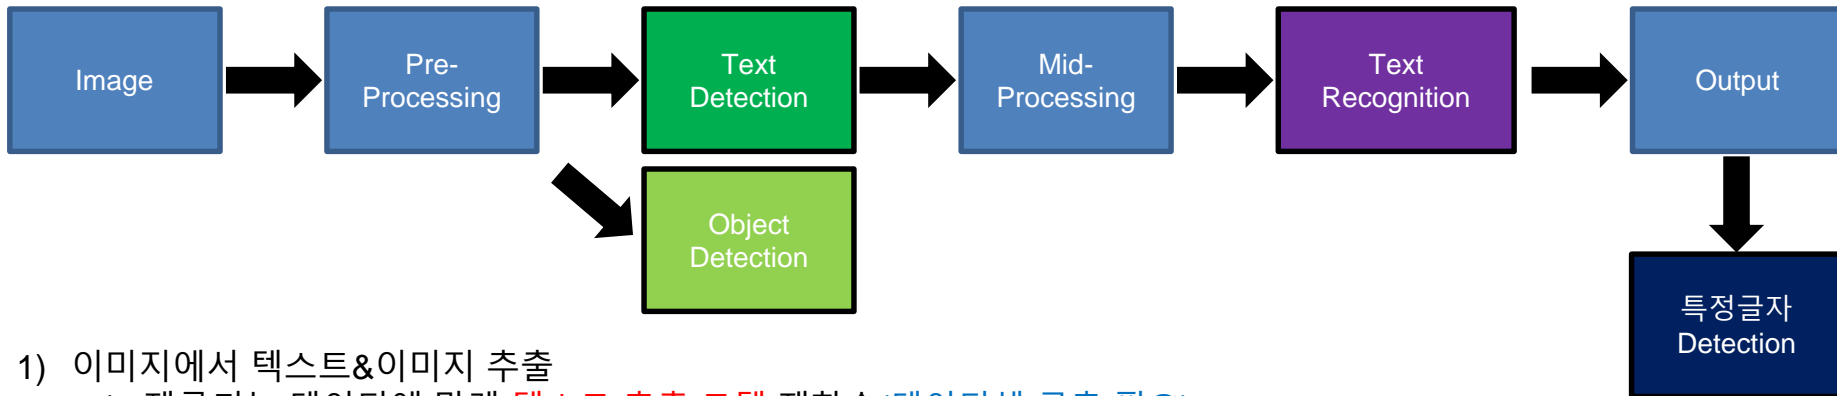 Image
Pre-
Processing
Text
Detection
Mid-
Processing
Text
Recognition
Output
Object
Detection
특정글자
Detection
1) 이미지에서 텍스트&이미지 추출